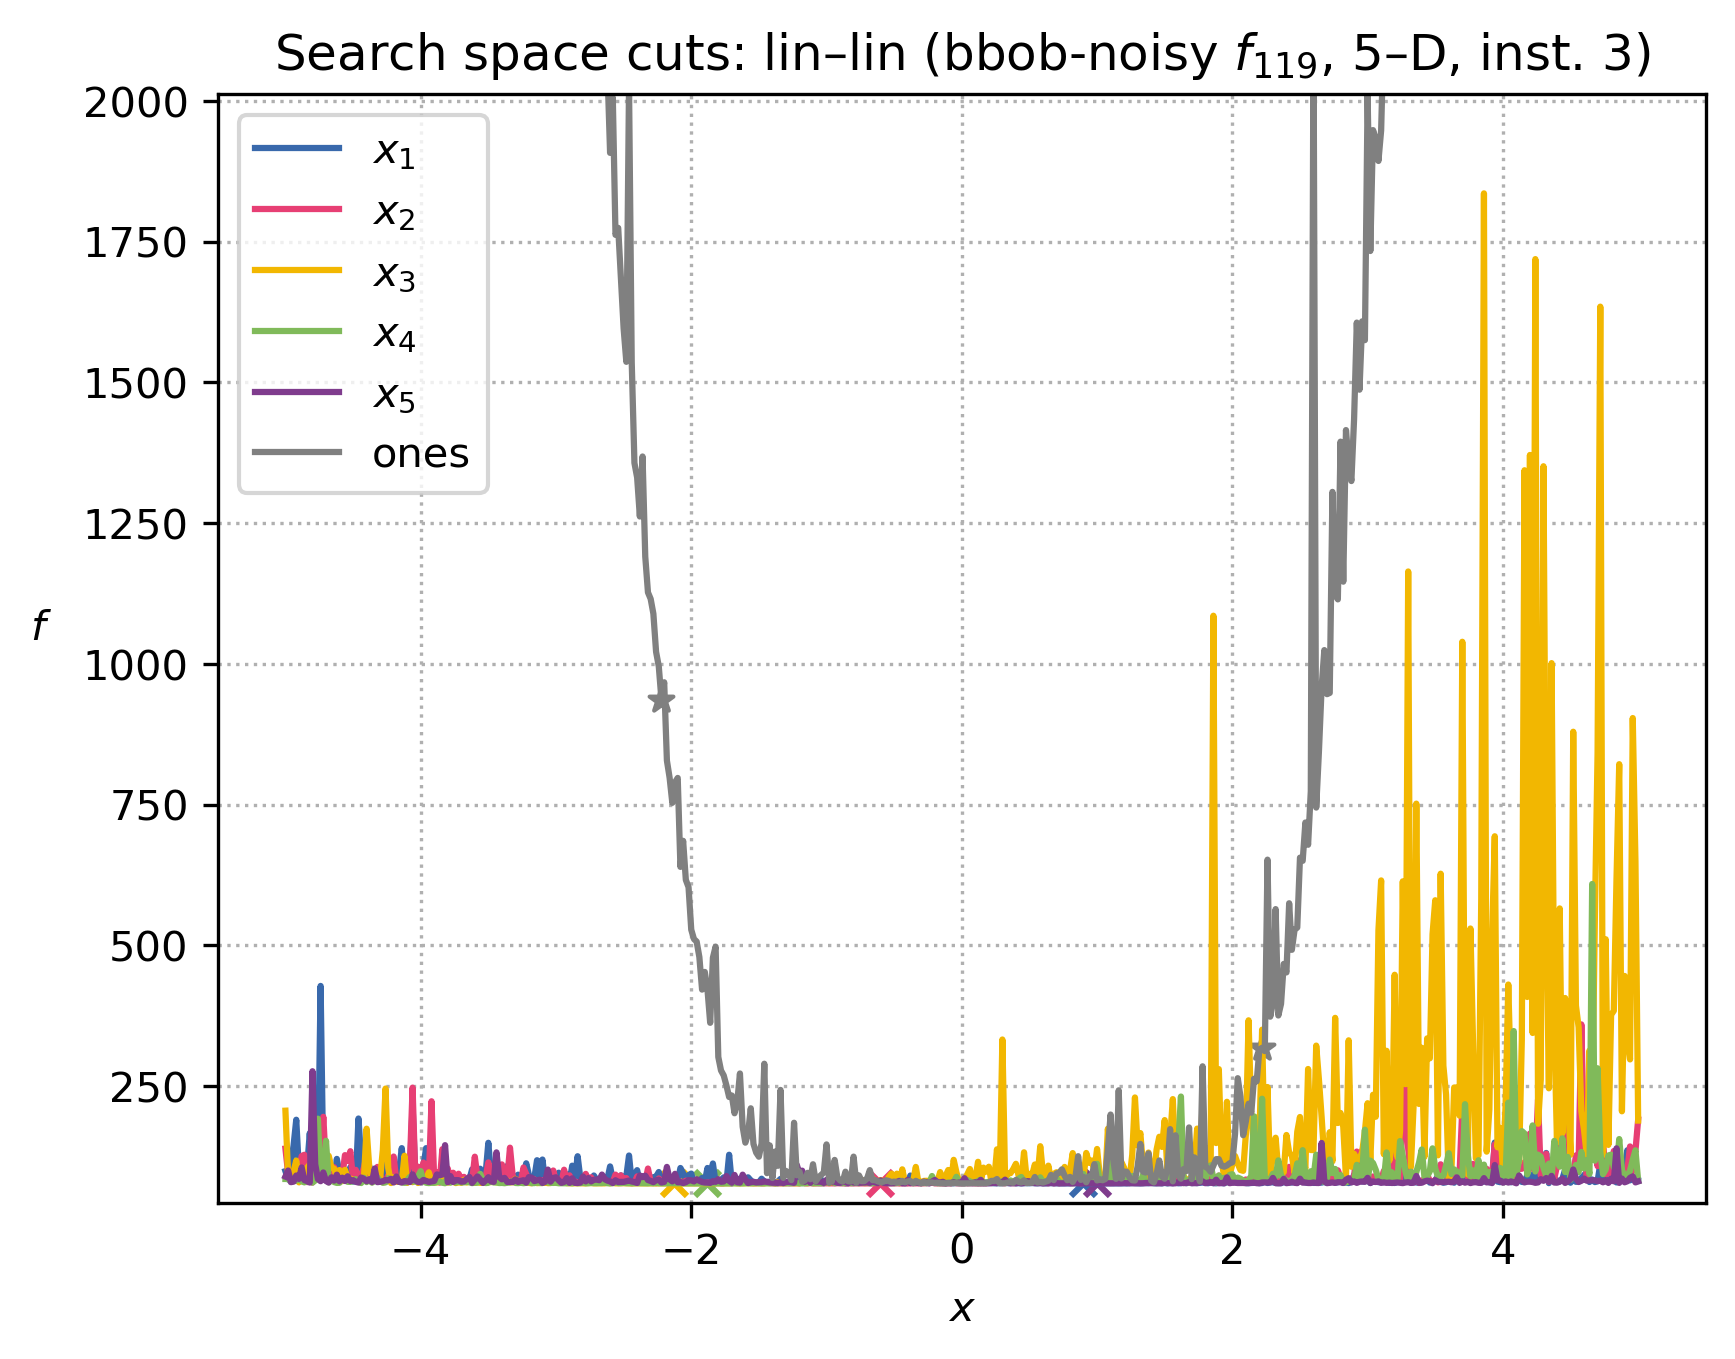 Search space cuts: lin–lin (bbob-noisy f₁₁₉, 5–D, inst. 3)
2000
1750
1500
1250
1000
750
500
250
f
x₁
x₂
x₃
x₄
x₅
ones
−4
−2
0
2
4
x